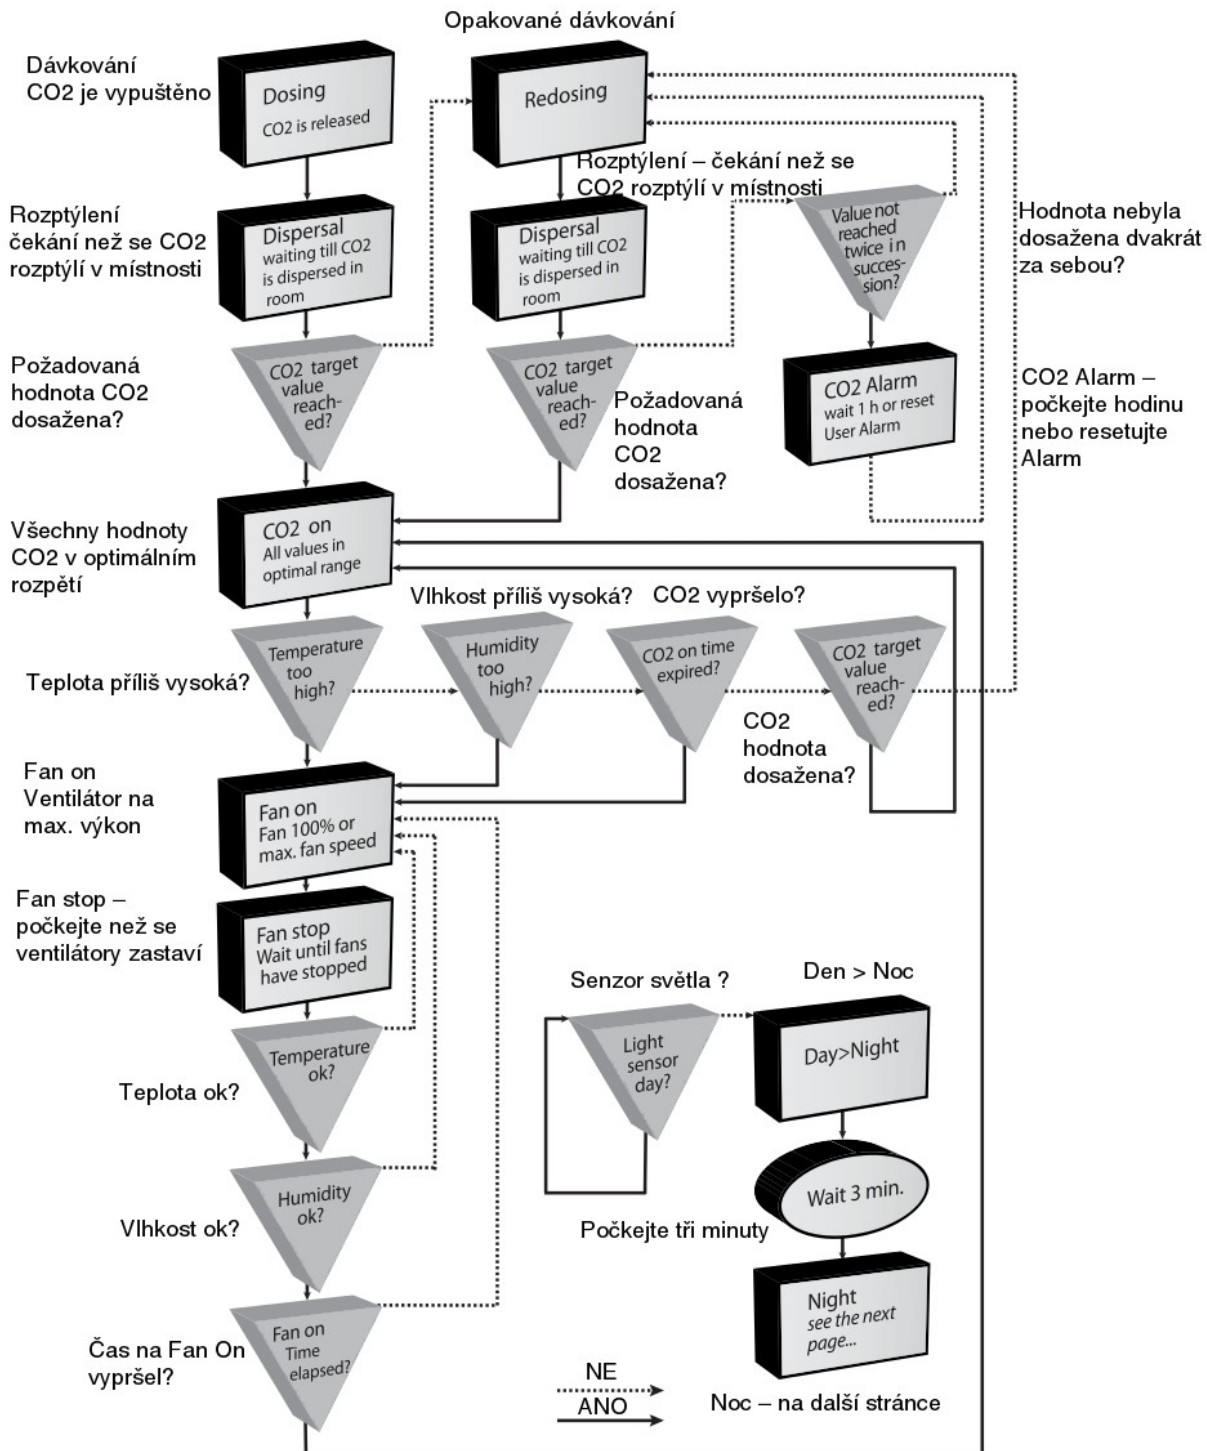 Opakované dávkování
Dávkování
CO2 je vypuštěno
Dosing
CO2 is released
Redosing
Rozptýlení – čekání než se
CO2 rozptýlí v místnosti
Rozptýlení
čekání než se CO2
rozptýlí v místnosti
Dispersal
waiting till CO2
is dispersed in
room
Dispersal
waiting till CO2
is dispersed in
room
Value not
reached
twice in
succes-
sion?
Hodnota nebyla
dosažena dvakrát
za sebou?
Požadovaná
hodnota CO2
dosažena?
CO2 target
value
reach-
ed?
CO2 target
value
reach-
ed?
Požadovaná
hodnota
CO2
dosažena?
CO2 Alarm
wait 1 h or reset
User Alarm
CO2 Alarm –
počkejte hodinu
nebo resetujte
Alarm
Všechny hodnoty
CO2 v optimálním
rozpětí
CO2 on
All values in
optimal range
Vlhkost příliš vysoká?
CO2 vypršelo?
Teplota příliš vysoká?
Temperature
too
high?
Humidity
too
high?
CO2 on time
expired?
CO2 target
value
reach-
ed?
CO2
hodnota
dosažena?
Fan on
Ventilátor na
max. výkon
Fan on
Fan 100% or
max. fan speed
Fan stop –
počkejte než se
ventilátory zastaví
Fan stop
Wait until fans
have stopped
Senzor světla ?
Den > Noc
Light
sensor
day?
Day>Night
Teplota ok?
Temperature
ok?
Wait 3 min.
Počkejte tři minuty
Vlhkost ok?
Humidity
ok?
Night
see the next
page...
Čas na Fan On
vypršel?
Fan on
Time
elapsed?
NE
ANO
Noc – na další stránce